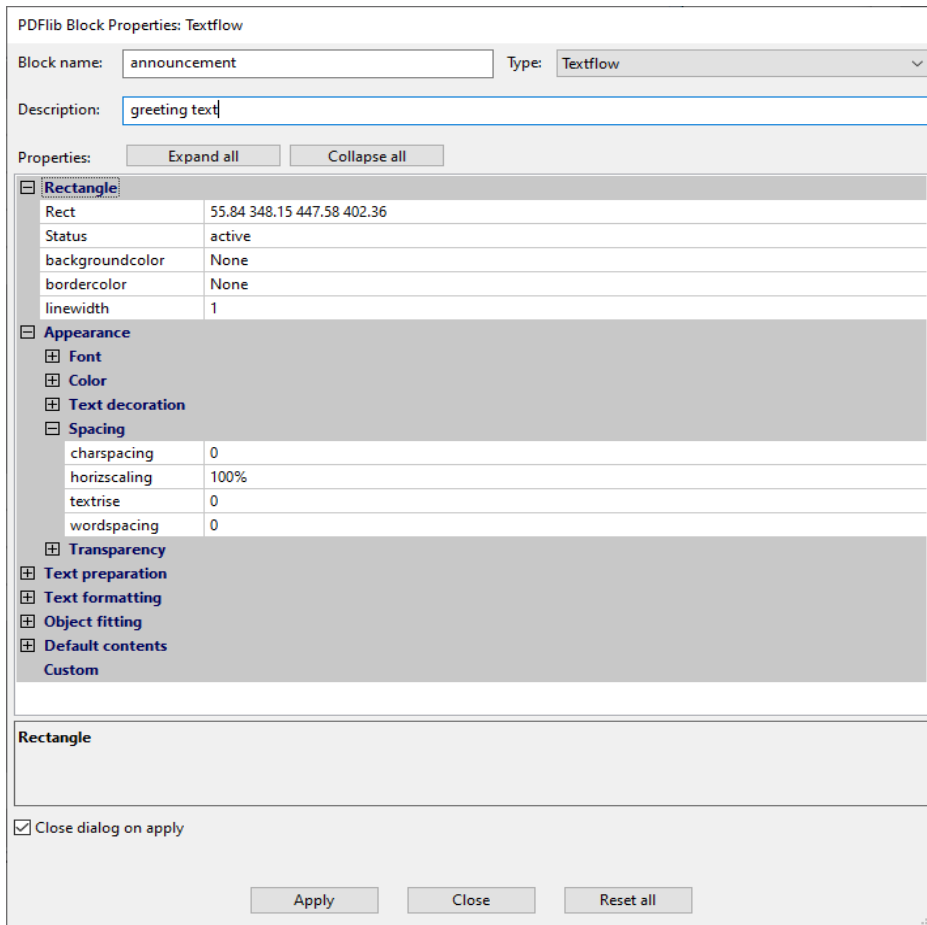 PDFlib Block Properties: Textflow
Block name: announcement Type: Textflow
Description: greeting text
Properties: Expand all Collapse all
Rectangle
Rect 55.84 348.15 447.58 402.36
Status active
backgroundcolor None
bordercolor None
linewidth 1
Appearance
Font
Color
Text decoration
Spacing
charspacing 0
horizscaling 100%
textrise 0
wordspacing 0
Transparency
Text preparation
Text formatting
Object fitting
Default contents
Custom
Rectangle
Close dialog on apply
Apply Close Reset all